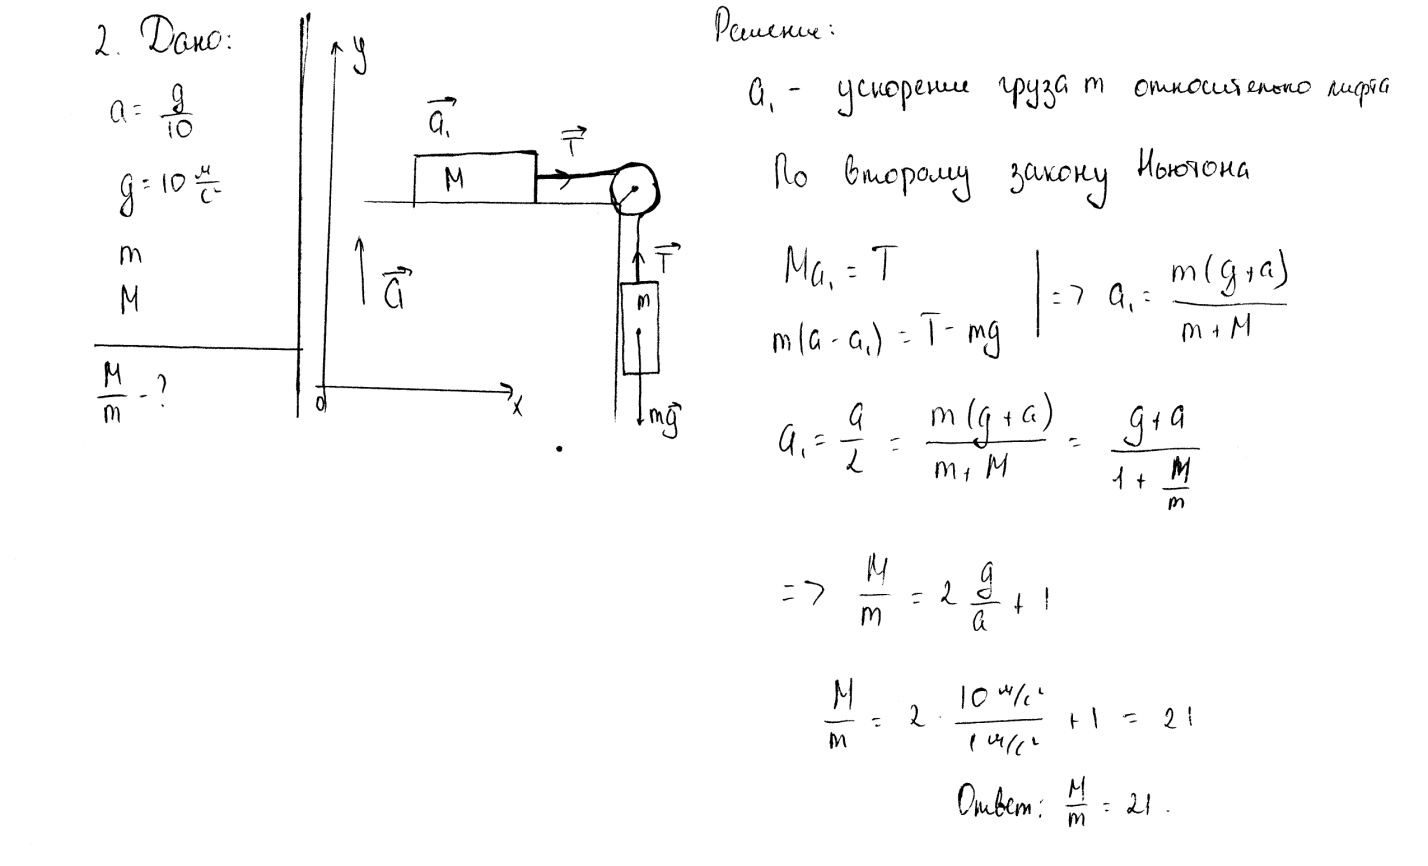 2. Дано:
a = g/10
g = 10 м/с²
m
M
M/m - ?
y
a₁
T
M
T
a
m
mg
0
x
Решение:
a₁ - ускорение груза m относительно лифта
По второму закону Ньютона
Ma₁ = T
m(a - a₁) = T - mg
=> a₁ = m(g+a)/m+M
a₁ = a/2 = m(g+a)/m+M = g+a/1+M/m
=> M/m = 2 g/a + 1
M/m = 2 · 10 м/с²/1 м/с² + 1 = 21
Ответ: M/m = 21.